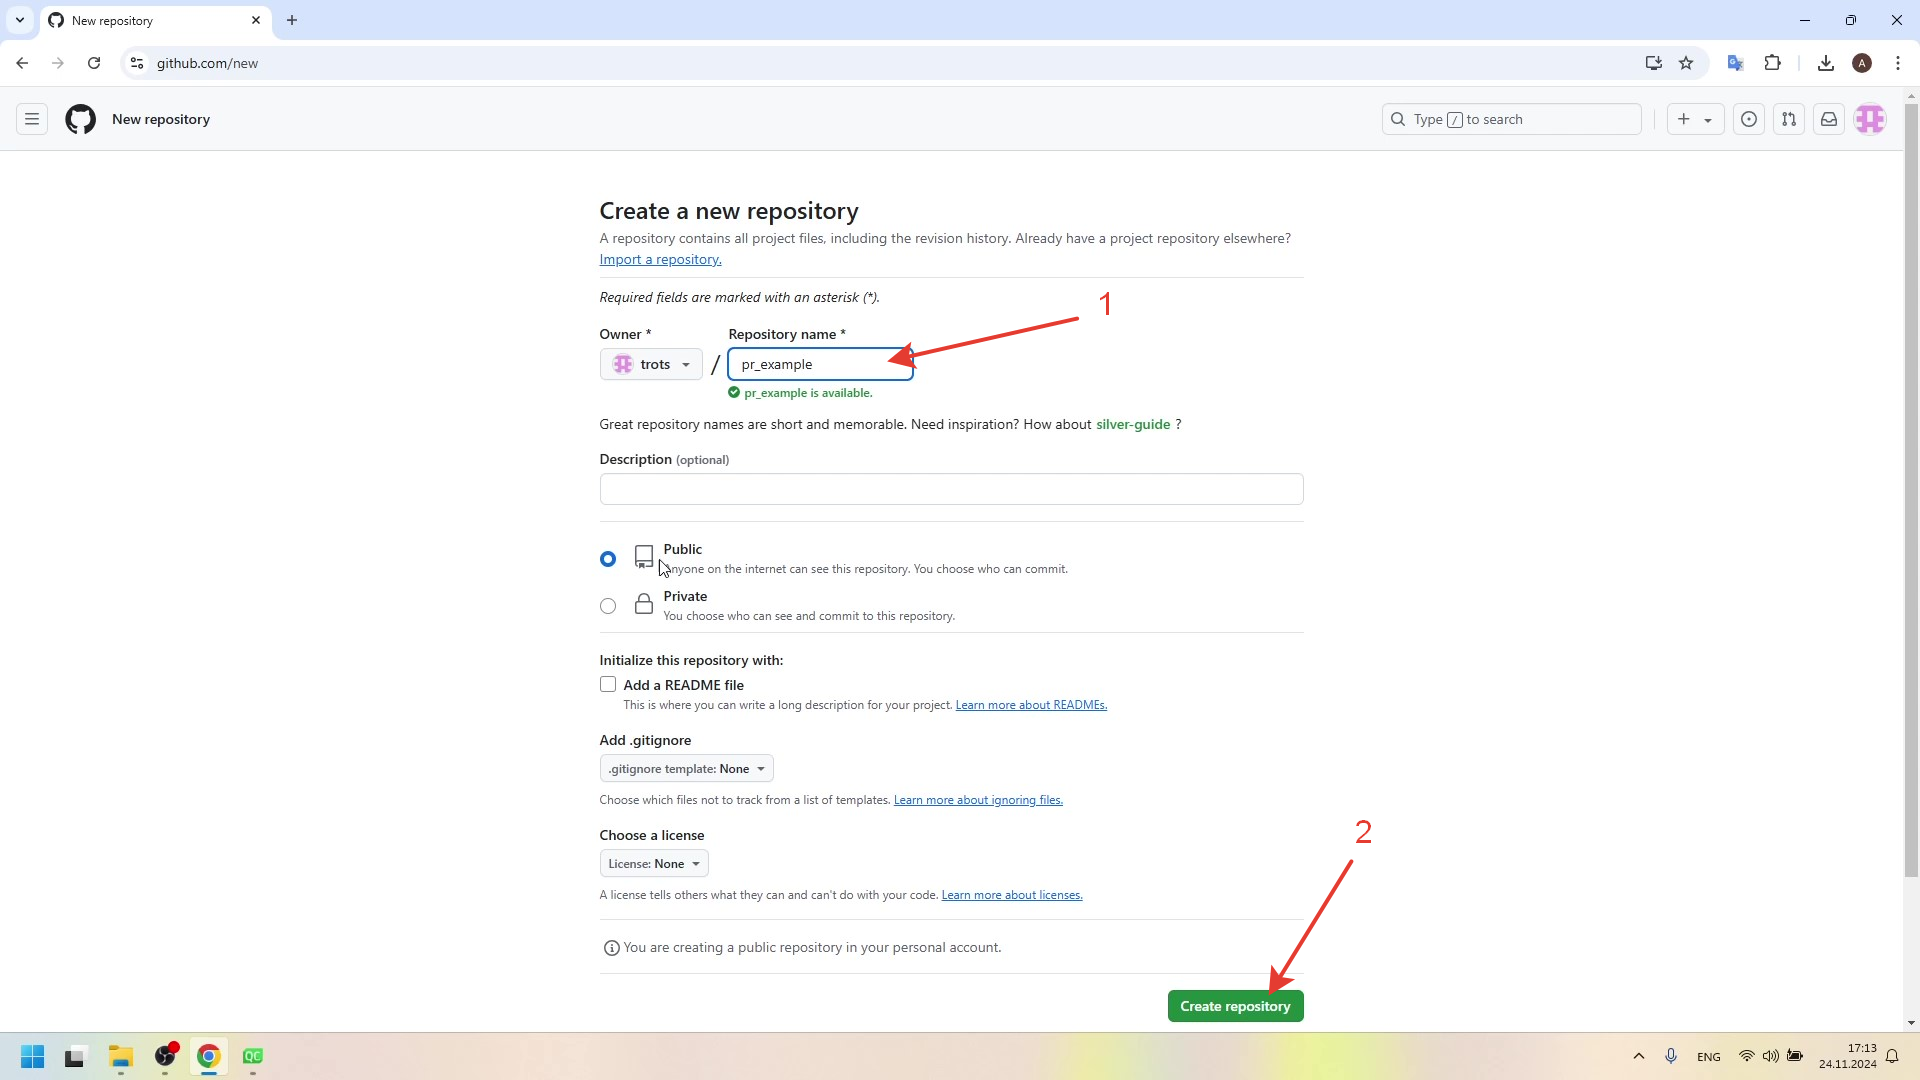 New repository
github.com/new
A
New repository
Type / to search
Create a new repository
A repository contains all project files, including the revision history. Already have a project repository elsewhere?
Import a repository.
Required fields are marked with an asterisk (*).
1
Owner *
Repository name *
trots
/
pr_example
pr_example is available.
Great repository names are short and memorable. Need inspiration? How about silver-guide ?
Description (optional)
Public
Anyone on the internet can see this repository. You choose who can commit.
Private
You choose who can see and commit to this repository.
Initialize this repository with:
Add a README file
This is where you can write a long description for your project. Learn more about READMEs.
Add .gitignore
.gitignore template: None
Choose which files not to track from a list of templates. Learn more about ignoring files.
2
Choose a license
License: None
A license tells others what they can and can't do with your code. Learn more about licenses.
You are creating a public repository in your personal account.
Create repository
QC
ENG
17:13
24.11.2024